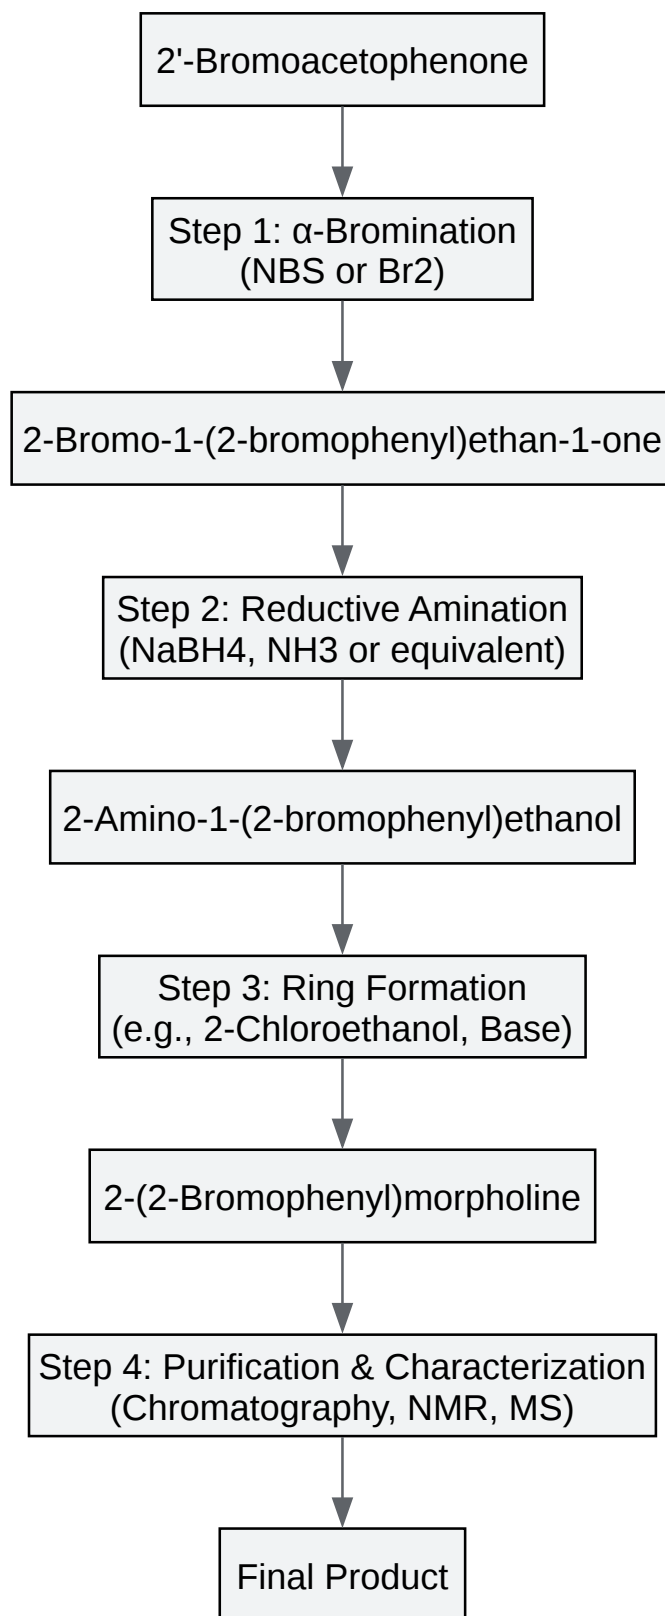 2'-Bromoacetophenone
Step 1: α-Bromination
(NBS or Br2)
2-Bromo-1-(2-bromophenyl)ethan-1-one
Step 2: Reductive Amination
(NaBH4, NH3 or equivalent)
2-Amino-1-(2-bromophenyl)ethanol
Step 3: Ring Formation
(e.g., 2-Chloroethanol, Base)
2-(2-Bromophenyl)morpholine
Step 4: Purification & Characterization
(Chromatography, NMR, MS)
Final Product